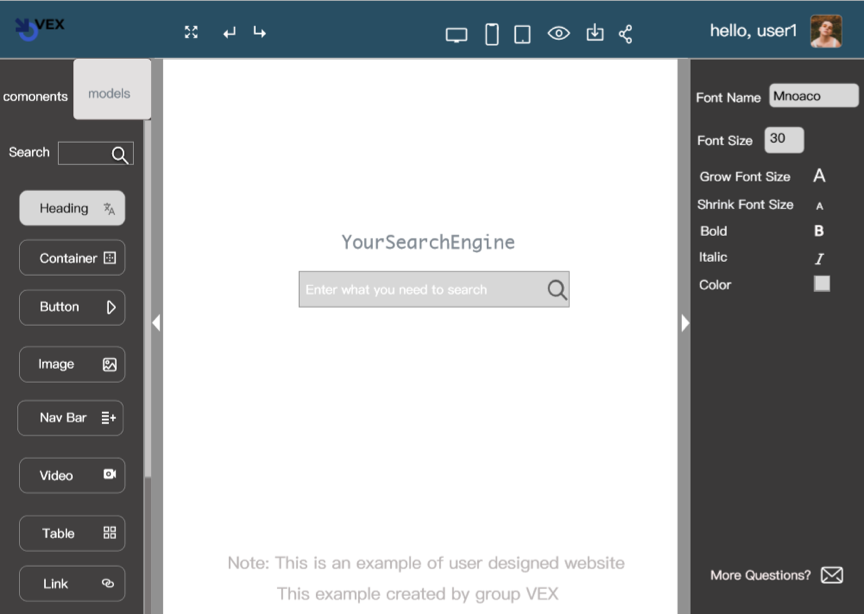 VEX
hello, user1
comonents
models
Search
Heading
Container
Button
Image
Nav Bar
Video
Table
Link
YourSearchEngine
Enter what you need to search
Note: This is an example of user designed website
This example created by group VEX
Font Name Mnoaco
Font Size 30
Grow Font Size A
Shrink Font Size A
Bold B
Italic I
Color
More Questions?